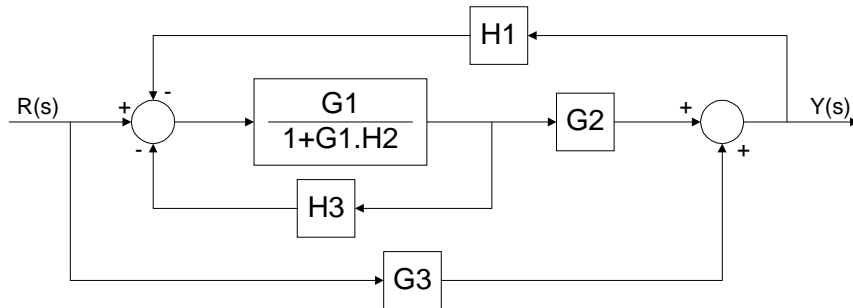 H1
-
R(s)
+
G1
1+G1.H2
G2
+
Y(s)
-
+
H3
G3